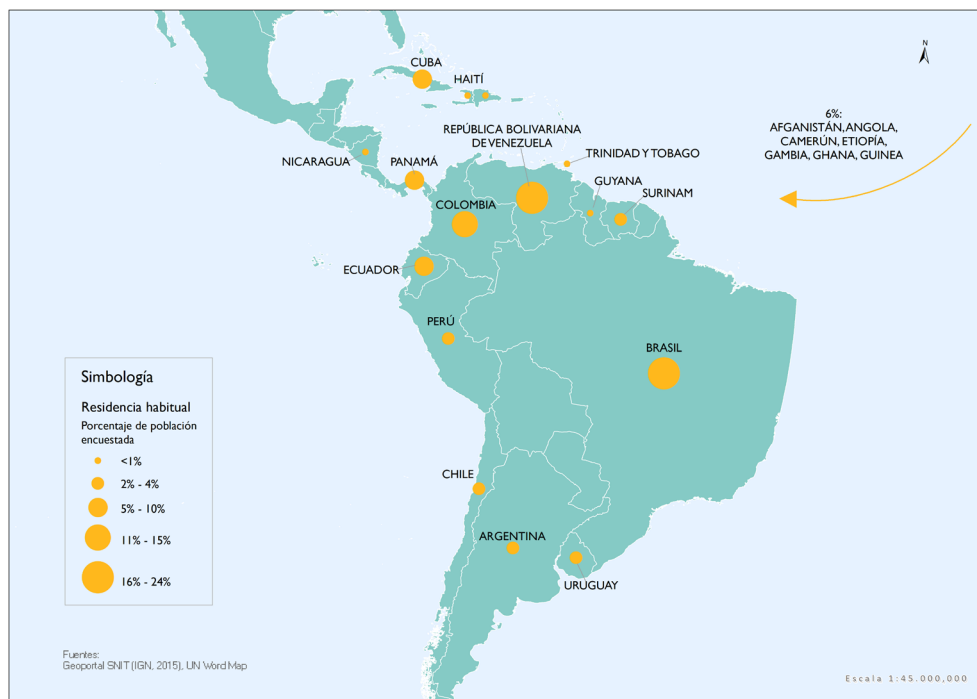 N
CUBA
HAITÍ
6%:
AFGANISTÁN, ANGOLA,
CAMERÚN, ETIOPÍA,
GAMBIA, GHANA, GUINEA
REPÚBLICA BOLIVARIANA
DE VENEZUELA
NICARAGUA
PANAMÁ
TRINIDAD Y TOBAGO
GUYANA
SURINAM
COLOMBIA
ECUADOR
PERÚ
BRASIL
CHILE
ARGENTINA
URUGUAY
Simbología
Residencia habitual
Porcentaje de población
encuestada
<1%
2% - 4%
5% - 10%
11% - 15%
16% - 24%
Fuentes:
Geoportal SNIT (IGN, 2015), UN Word Map
Escala 1:45.000,000